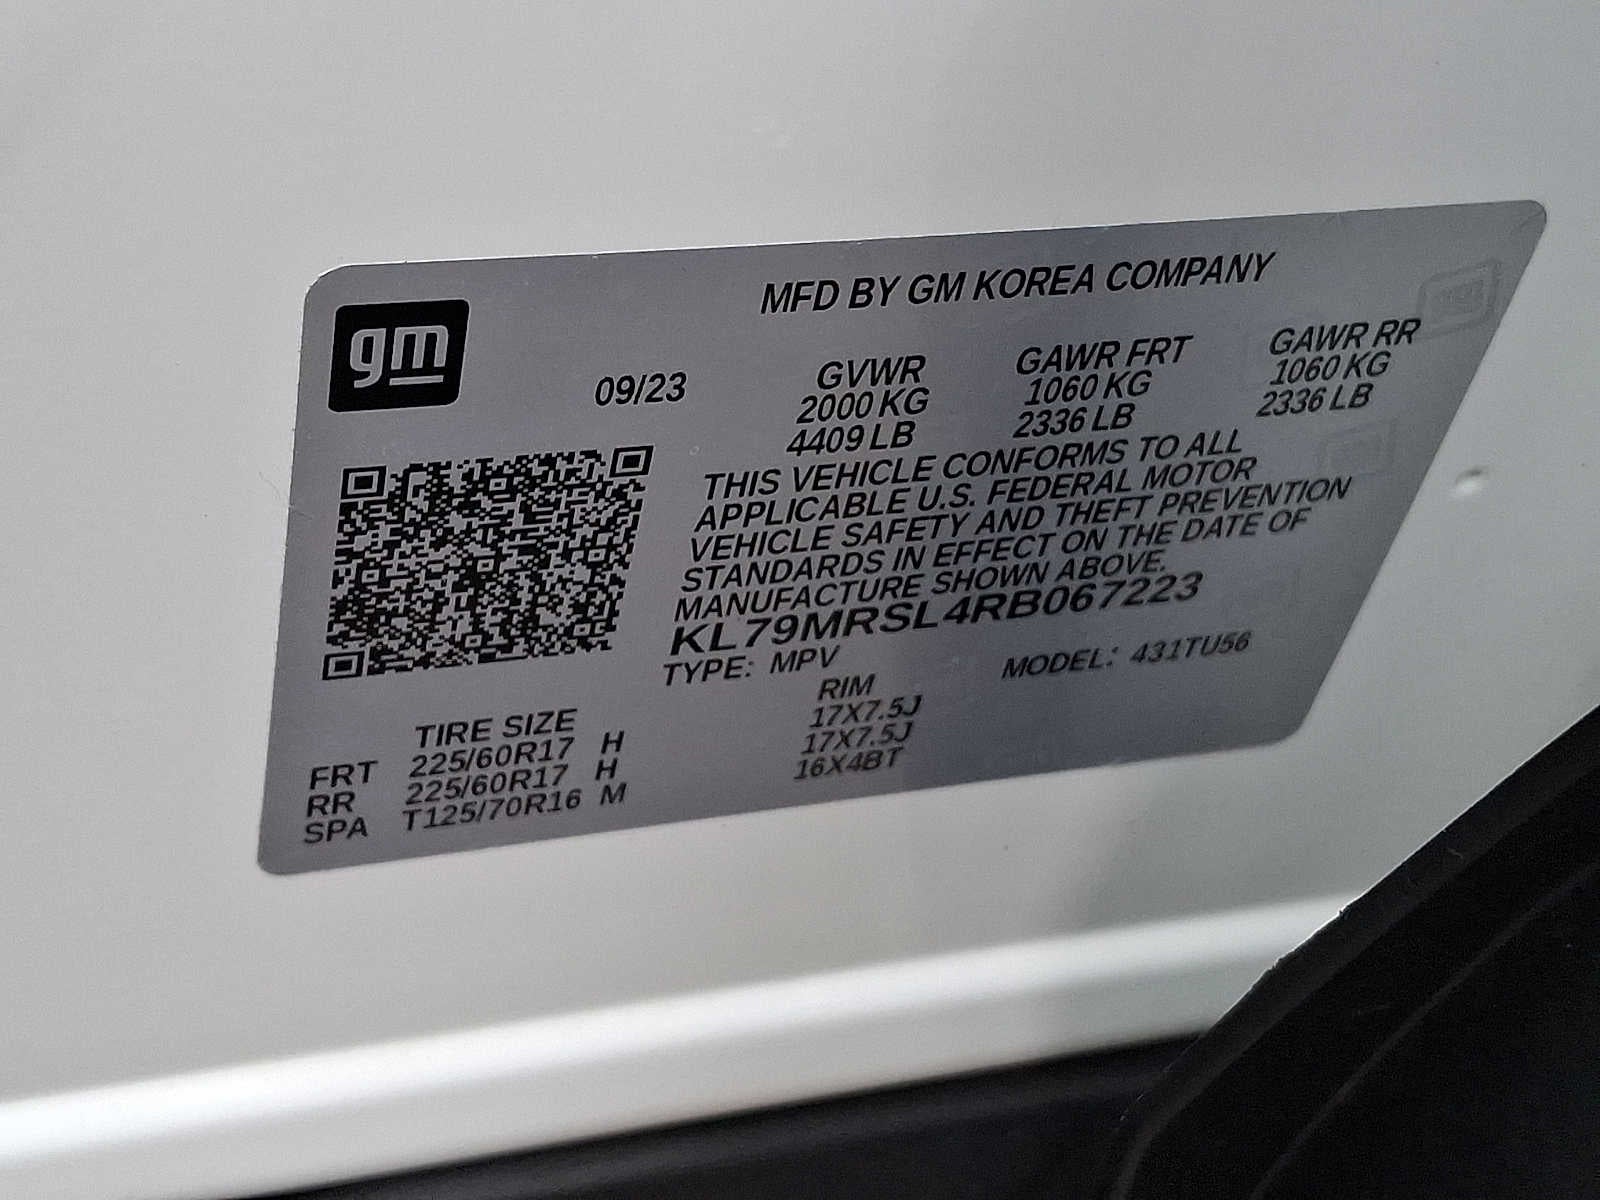 gm
MFD BY GM KOREA COMPANY
09/23
GVWR GAWR FRT GAWR RR
2000 KG 1060 KG 1060 KG
4409 LB 2336 LB 2336 LB
THIS VEHICLE CONFORMS TO ALL
APPLICABLE U.S. FEDERAL MOTOR
VEHICLE SAFETY AND THEFT PREVENTION
STANDARDS IN EFFECT ON THE DATE OF
MANUFACTURE SHOWN ABOVE.
KL79MRSL4RB067223
TYPE: MPV MODEL: 431TU56
TIRE SIZE RIM
FRT 225/60R17 H 17X7.5J
RR 225/60R17 H 17X7.5J
SPA T125/70R16 M 16X4BT